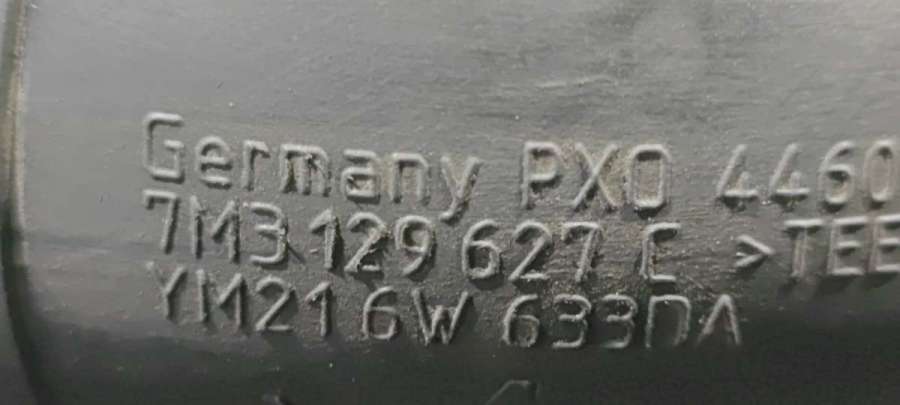 Germany PXO 4460
7M3 129 627 C >TEE
YM21 6W 633DA